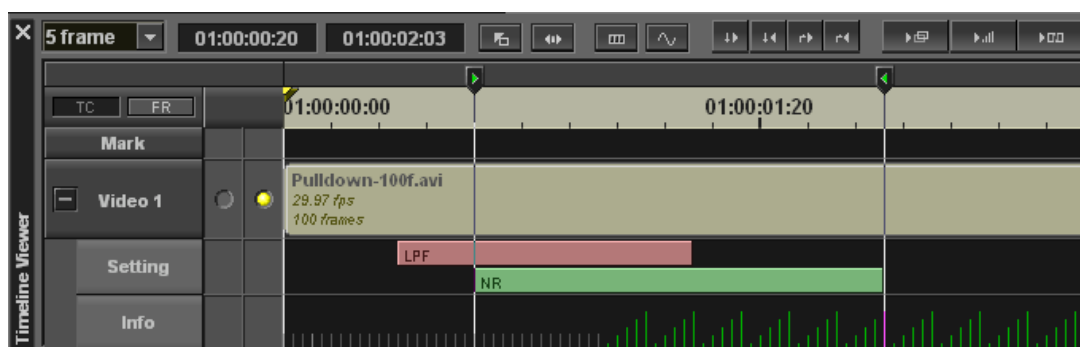 5 frame
01:00:00:20
01:00:02:03
TC
FR
01:00:00:00
01:00:01:20
Mark
Video 1
Pulldown-100f.avi
29.97 fps
100 frames
Setting
LPF
NR
Info
Timeline Viewer